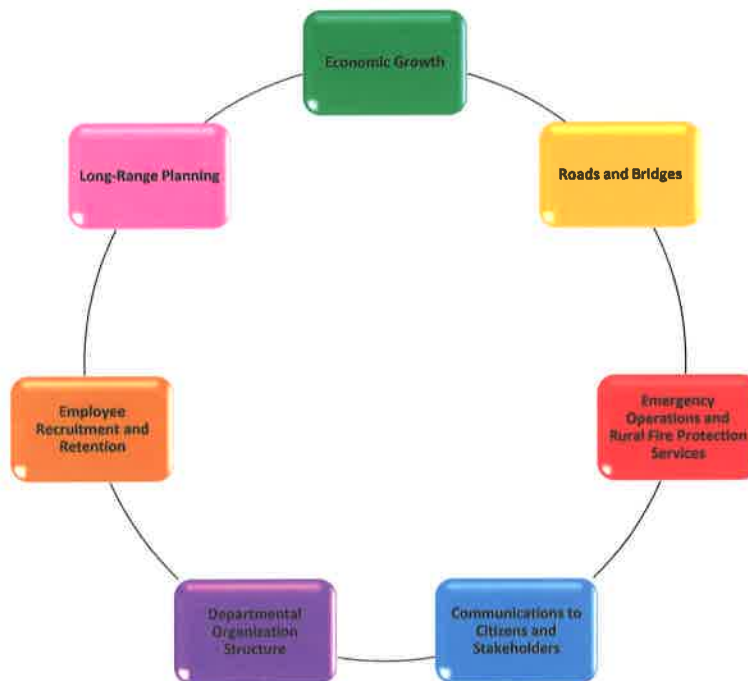 Economic Growth
Roads and Bridges
Emergency
Operations and
Rural Fire Protection
Services
Communications to
Citizens and
Stakeholders
Departmental
Organization
Structure
Employee
Recruitment and
Retention
Long-Range Planning